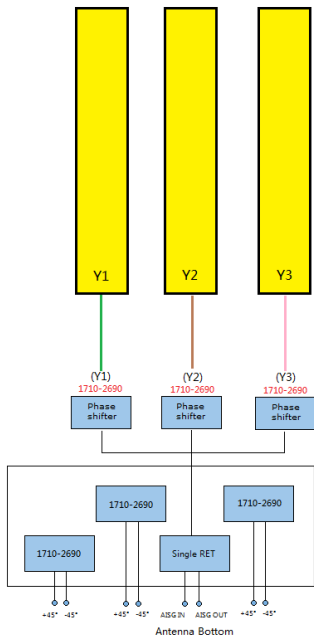 Y1
Y2
Y3
(Y1)
1710-2690
(Y2)
1710-2690
(Y3)
1710-2690
Phase
shifter
Phase
shifter
Phase
shifter
1710-2690
1710-2690
1710-2690
Single RET
+45° -45°
+45° -45°
AISG IN
AISG OUT
+45° -45°
Antenna Bottom